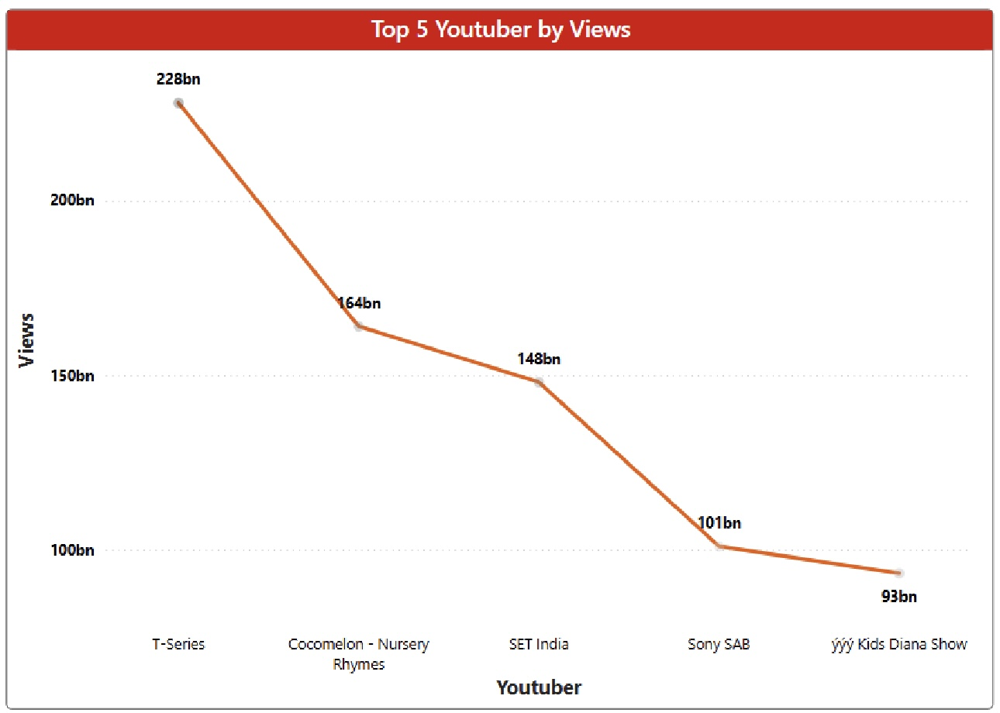 Top 5 Youtuber by Views
228bn
200bn
164bn
148bn
150bn
101bn
100bn
93bn
Views
T-Series
Cocomelon - Nursery
Rhymes
SET India
Sony SAB
ýýý Kids Diana Show
Youtuber